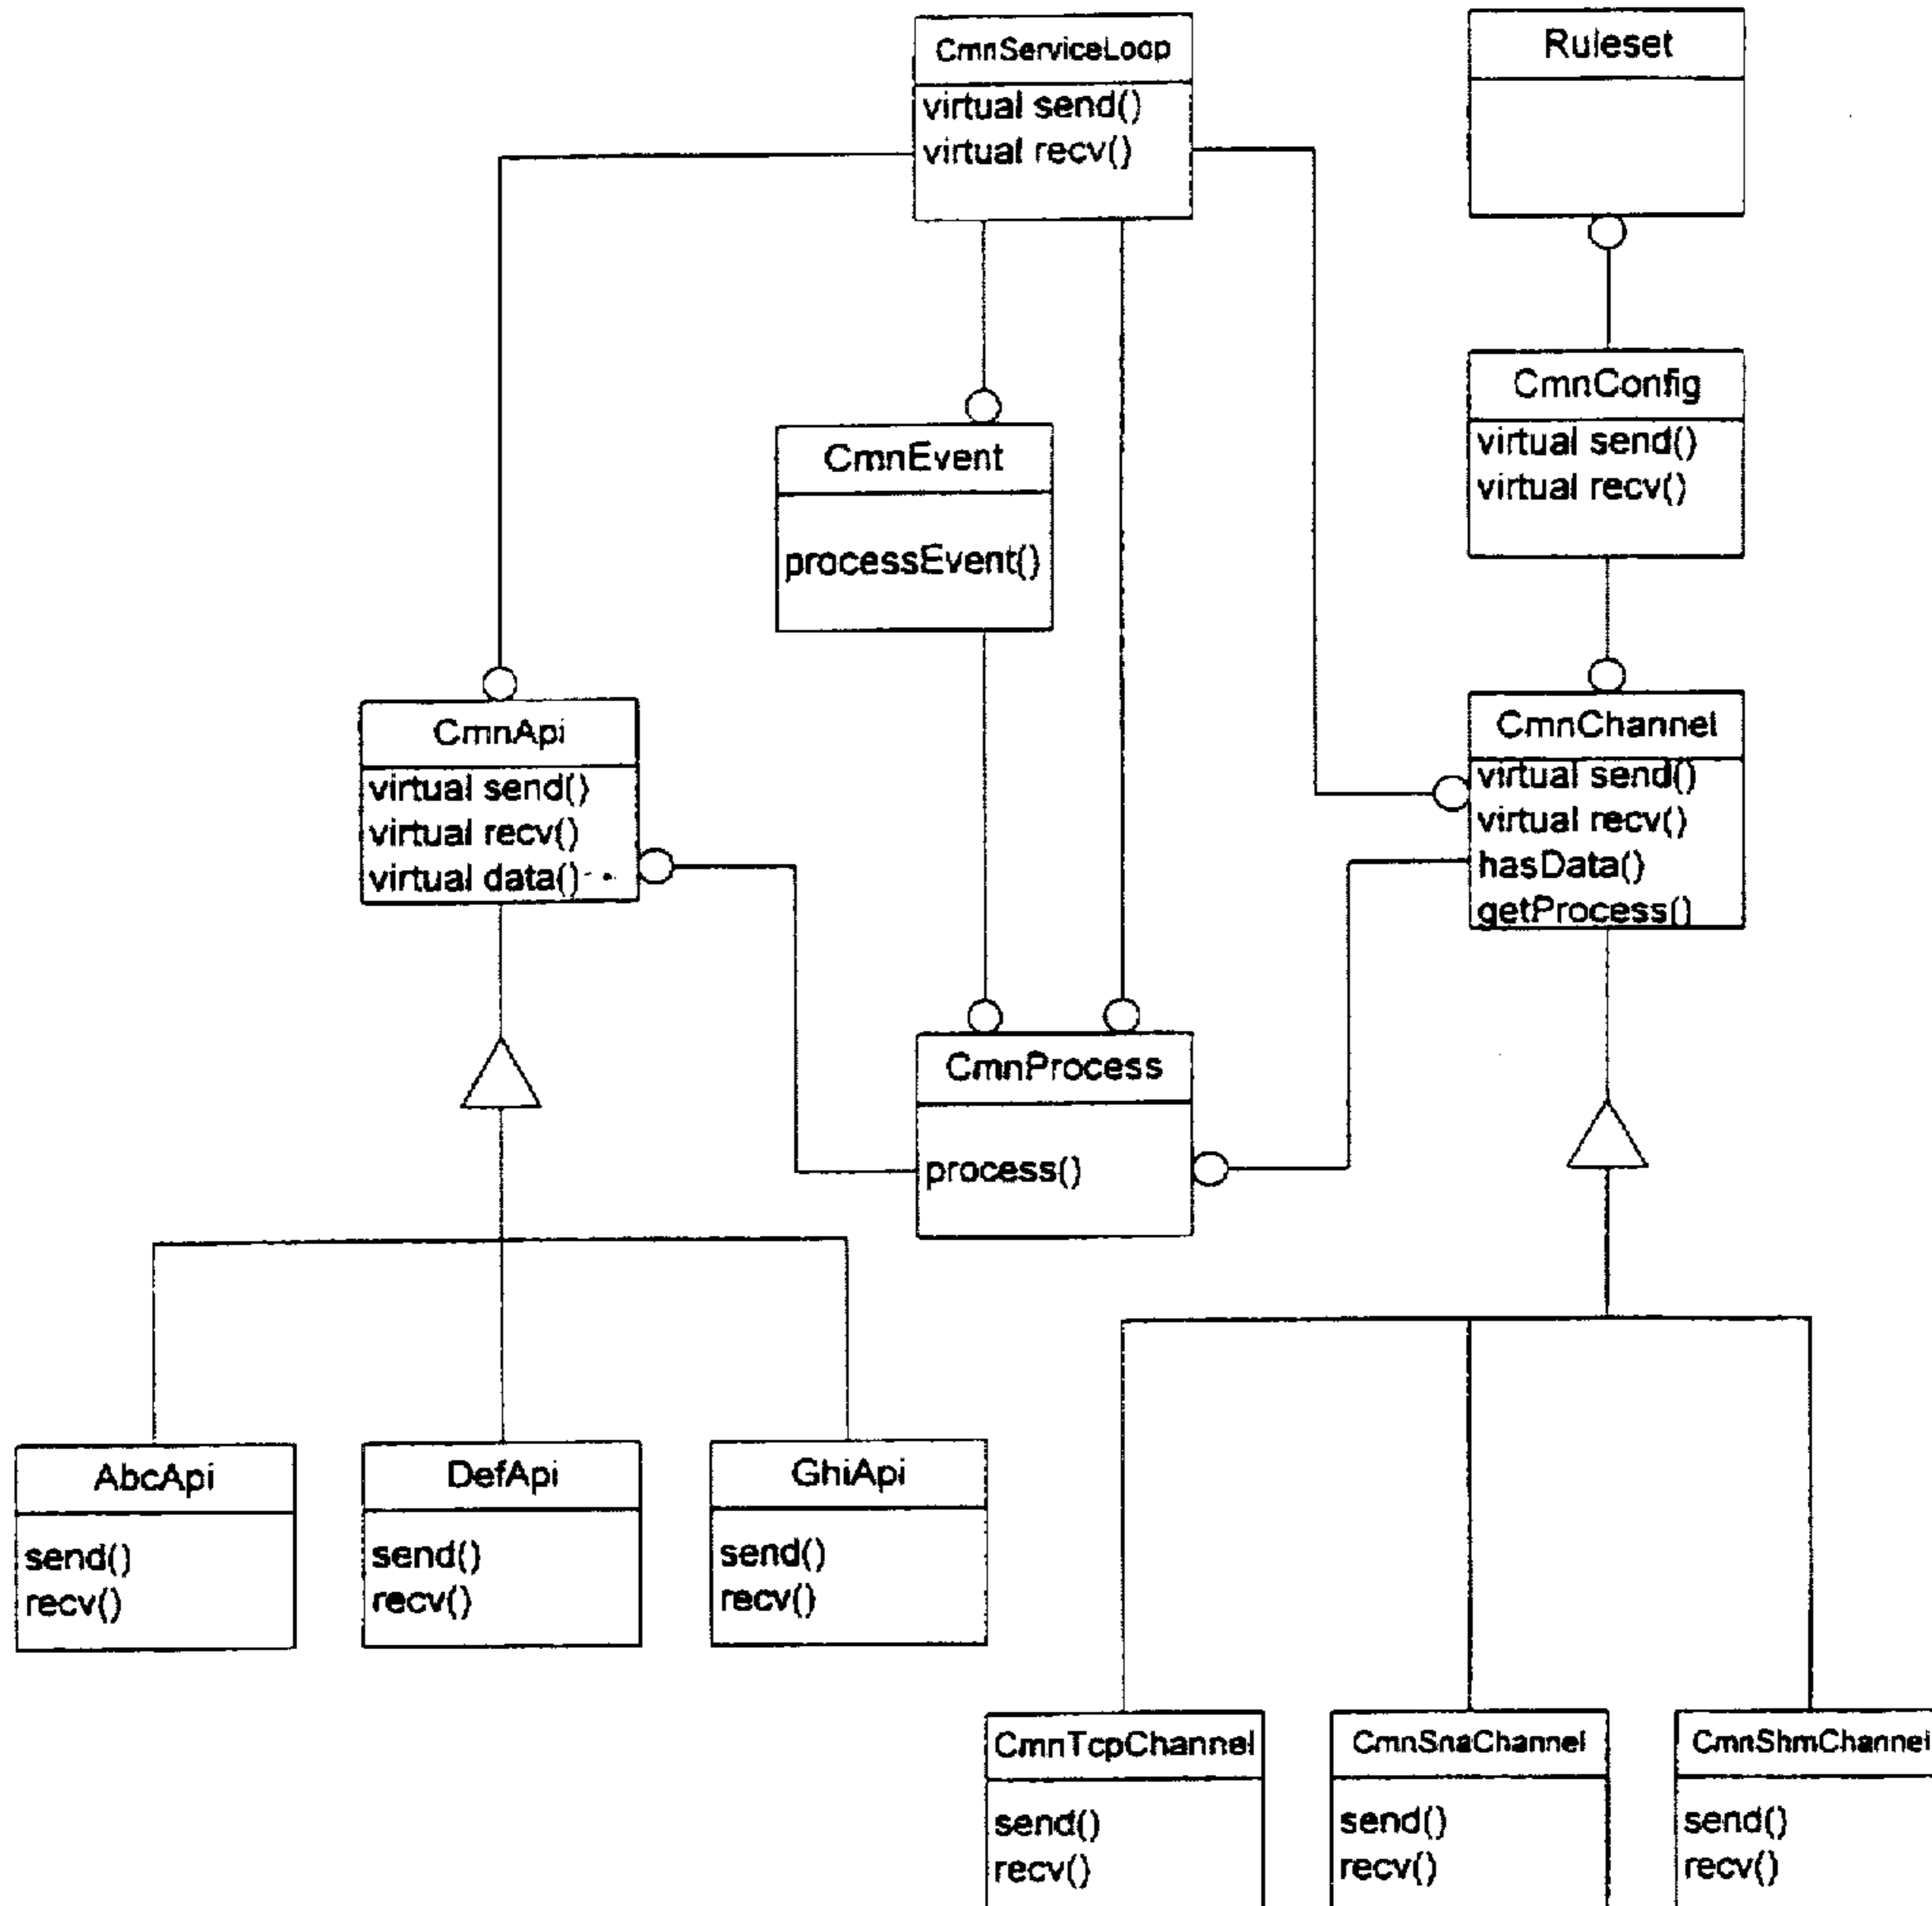 CmnServiceLoop
virtual send()
virtual recv()
Ruleset
CmnConfig
virtual send()
virtual recv()
CmnEvent
processEvent()
CmnApi
virtual send()
virtual recv()
virtual data()
CmnChannel
virtual send()
virtual recv()
hasData()
getProcess()
CmnProcess
process()
AbcApi
send()
recv()
DefApi
send()
recv()
GhiApi
send()
recv()
CmnTcpChannel
send()
recv()
CmnSnaChannel
send()
recv()
CmnShmChannel
send()
recv()